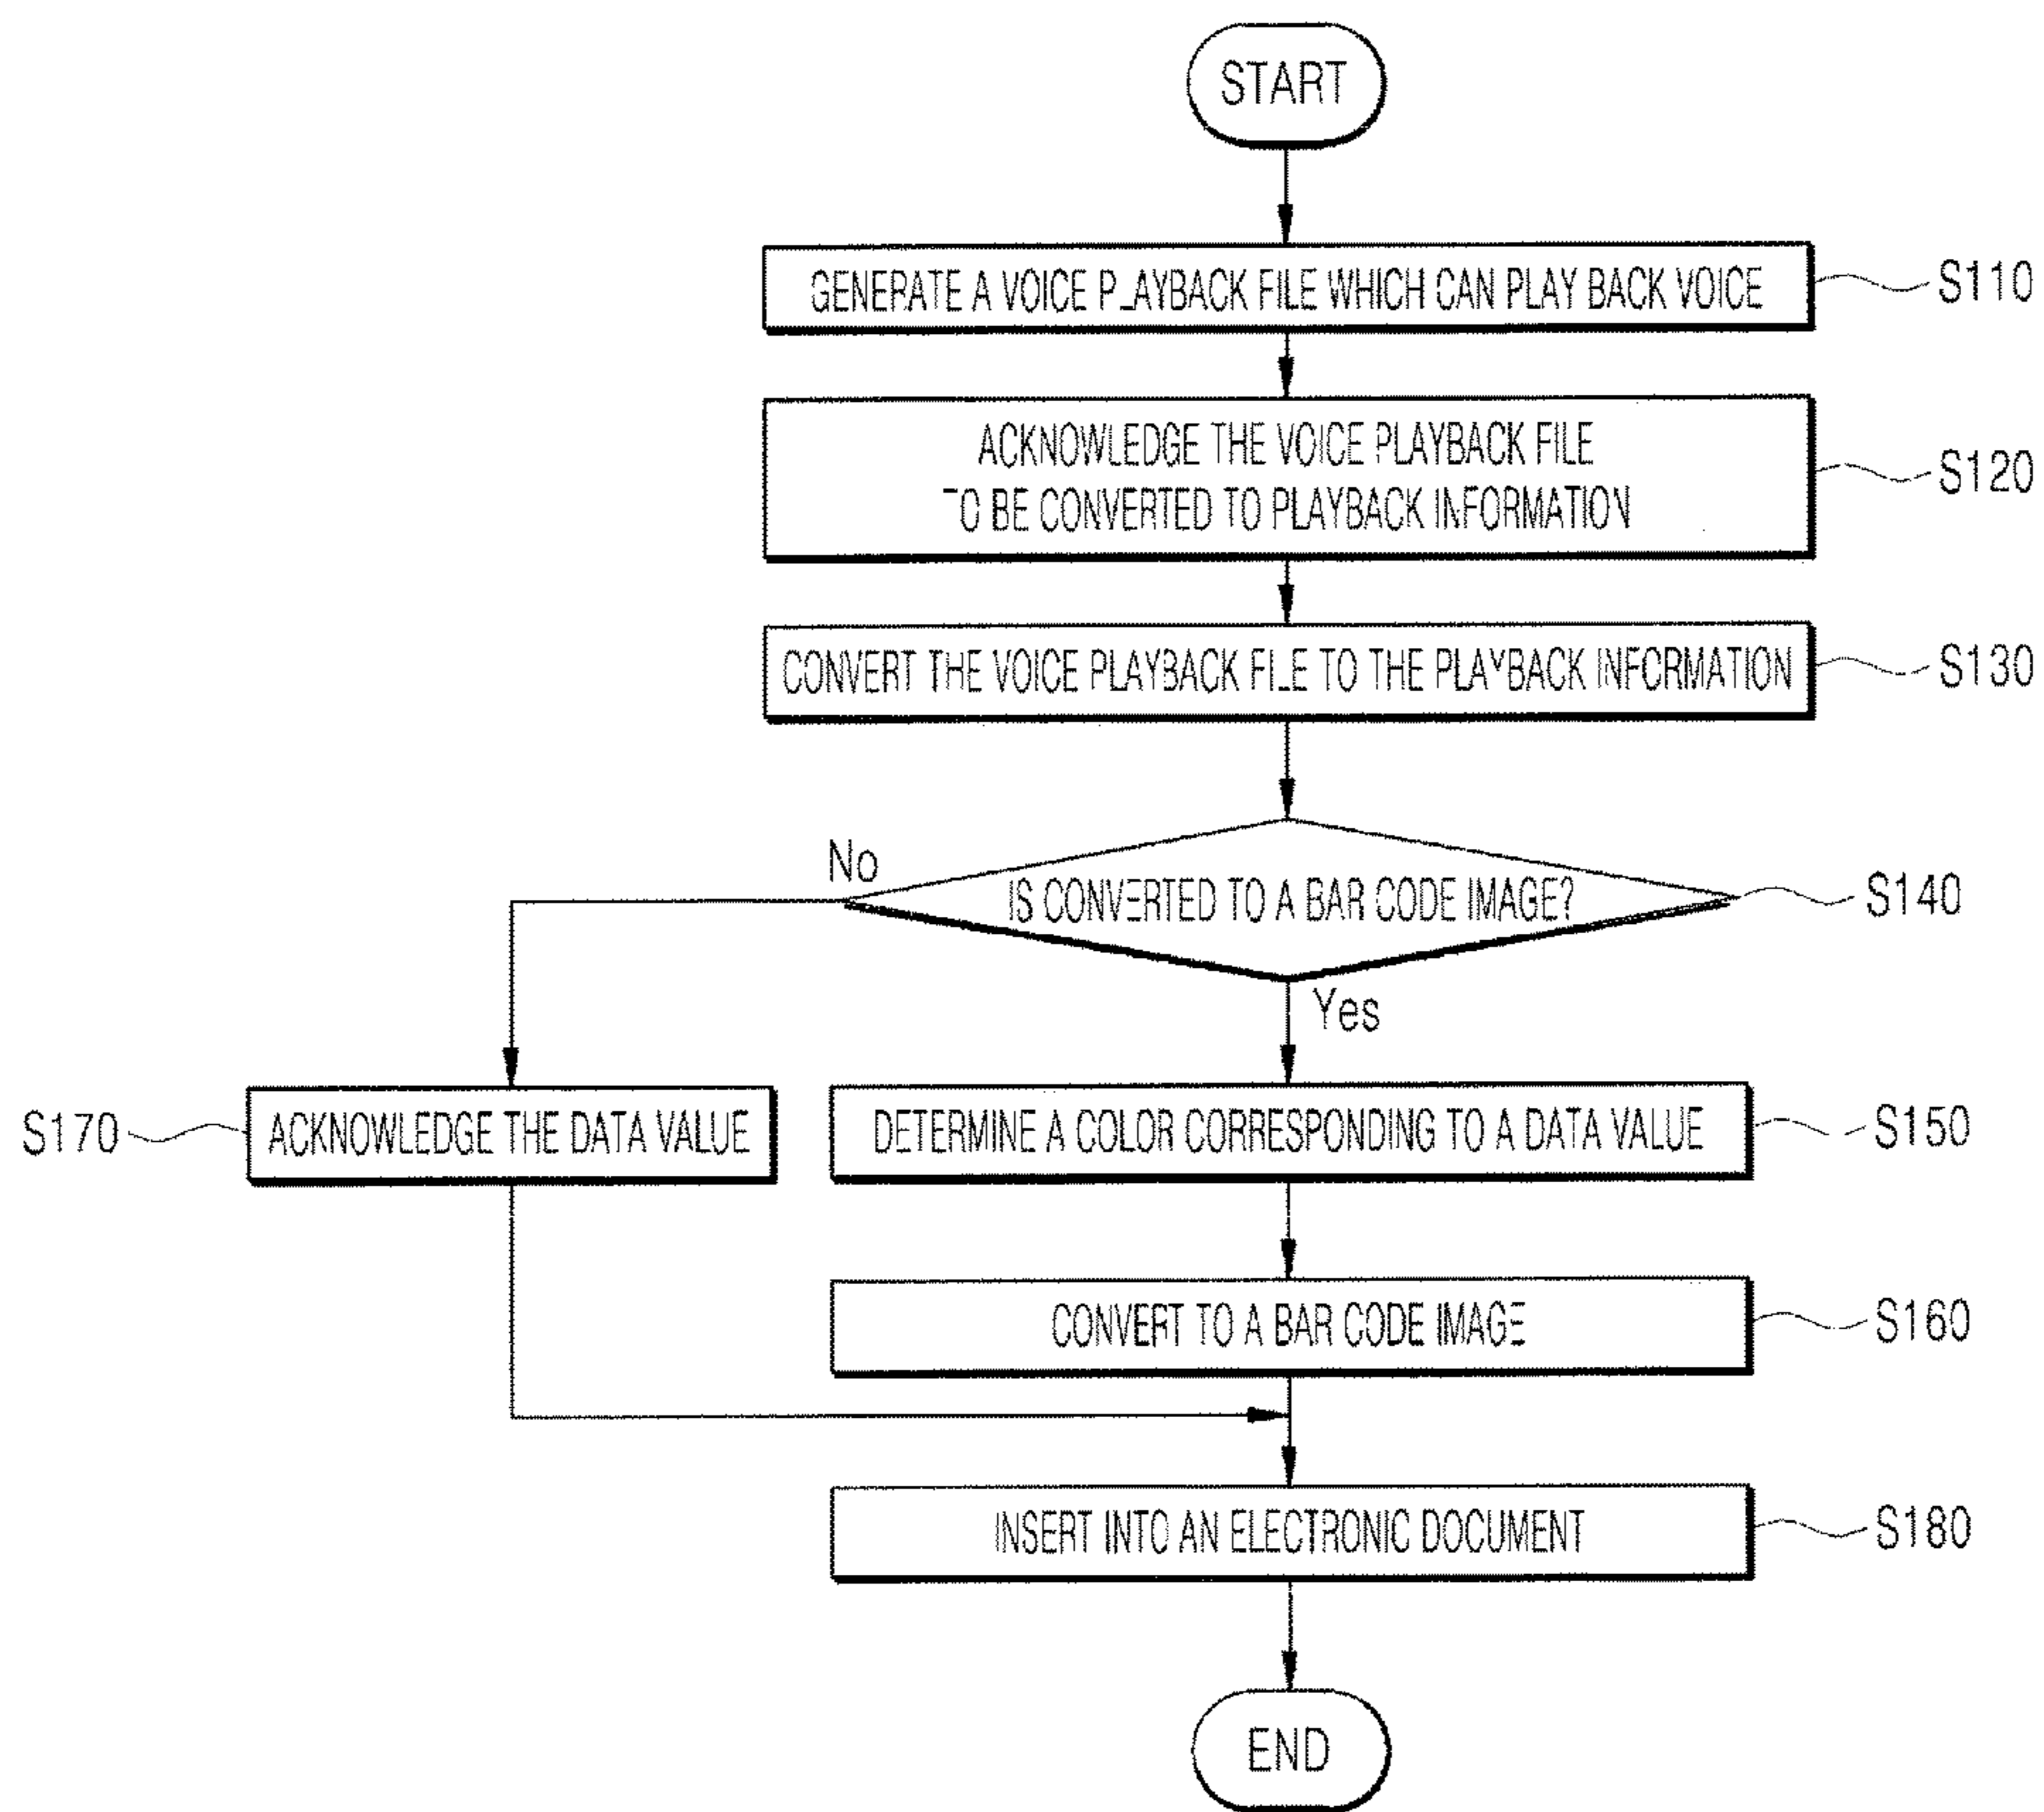 START
GENERATE A VOICE PLAYBACK FILE WHICH CAN PLAY BACK VOICE
S110
ACKNOWLEDGE THE VOICE PLAYBACK FILE
TO BE CONVERTED TO PLAYBACK INFORMATION
S120
CONVERT THE VOICE PLAYBACK FILE TO THE PLAYBACK INFORMATION
S130
No
IS CONVERTED TO A BAR CODE IMAGE?
S140
Yes
S170
ACKNOWLEDGE THE DATA VALUE
DETERMINE A COLOR CORRESPONDING TO A DATA VALUE
S150
CONVERT TO A BAR CODE IMAGE
S160
INSERT INTO AN ELECTRONIC DOCUMENT
S180
END